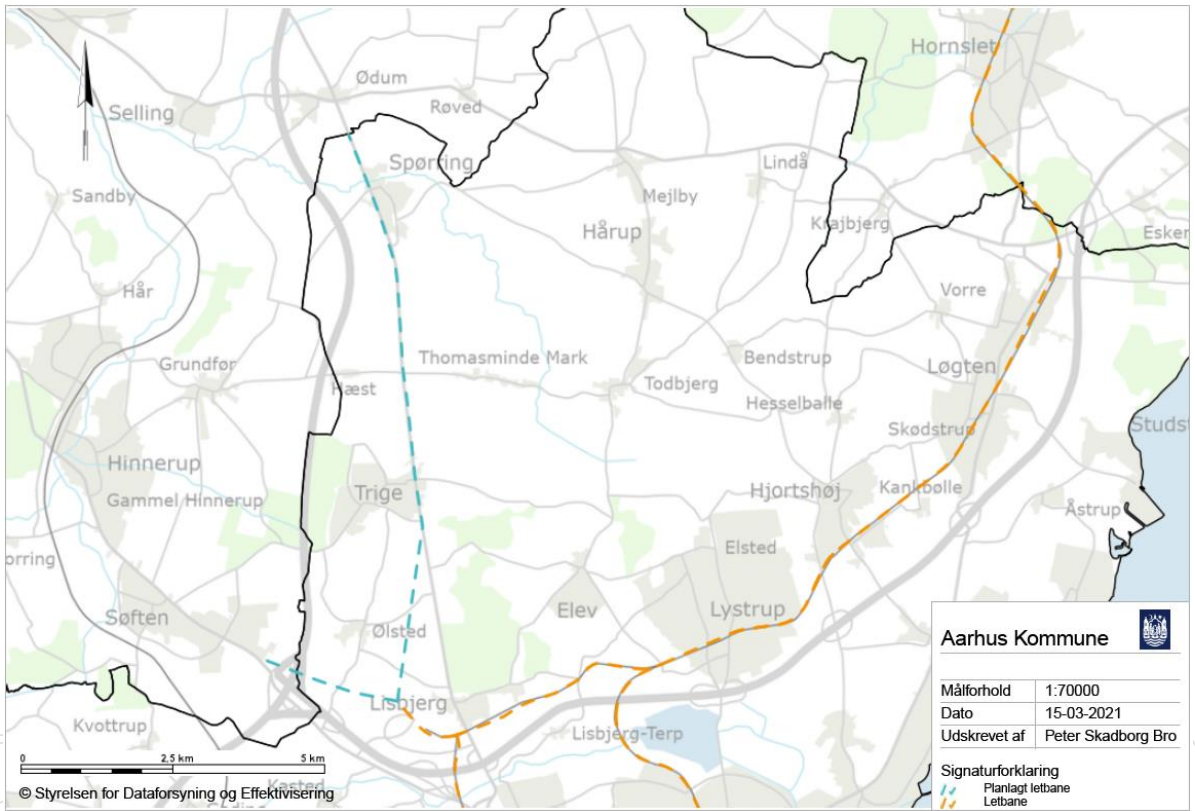 Hornslet
Ødum
Selling
Røved
Spørring
Lindå
Sandby
Mejlby
Krajbjerg
Hårup
Esker
Hår
Vorre
Thomasminde Mark
Bendstrup
Grundfør
Løgten
Hæst
Todbjerg
Hesselballe
Skødstrup
Studst
Hinnerup
Trige
Hjortshøj
Kankbølle
Gammel Hinnerup
Åstrup
orring
Elsted
Søften
Elev
Lystrup
Ølsted
Lisbjerg
Kvottrup
Lisbjerg-Terp
Kasted
0 2,5 km 5 km
© Styrelsen for Dataforsyning og Effektivisering
Aarhus Kommune
Målforhold 1:70000
Dato 15-03-2021
Udskrevet af Peter Skadborg Bro
Signaturforklaring
Planlagt letbane
Letbane